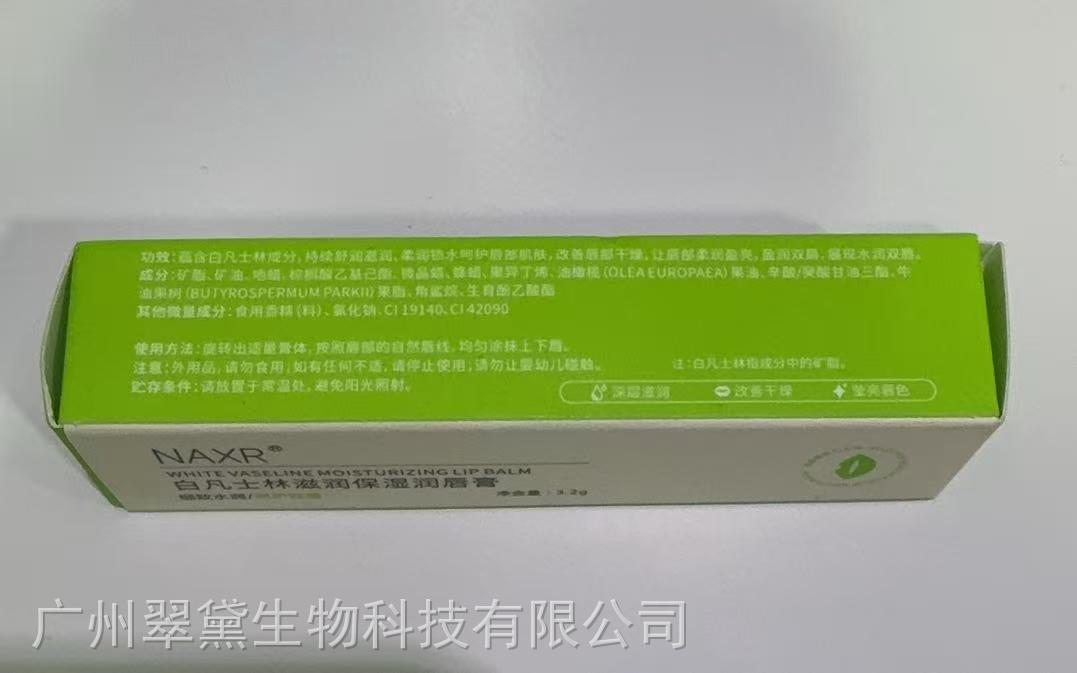 功效：蕴含白凡士林成分，持续舒润滋润，柔润锁水呵护唇部肌肤，改善唇部干燥，让唇部柔润盈亮，盈润双唇，展现水润双唇。
成分：矿脂、矿油、地蜡、棕榈酸乙基己酯、微晶蜡、蜂蜡、聚异丁烯、油橄榄(OLEA EUROPAEA)果油、辛酸/癸酸甘油三酯、牛
油果树(BUTYROSPERMUM PARKII)果脂、角鲨烷、生育酚乙酸酯
其他微量成分：食用香精(料)、氯化钠、CI 19140、CI 42090
使用方法：旋转出适量膏体，按照唇部的自然唇线，均匀涂抹上下唇。
注意：外用品，请勿食用；如有任何不适，请停止使用，请勿让婴幼儿碰触。
注：白凡士林指成分中的矿脂。
贮存条件：请放置于常温处，避免阳光照射。
深层滋润 改善干燥 莹亮唇色
NAXR®
WHITE VASELINE MOISTURIZING LIP BALM
白凡士林滋润保湿润唇膏
细致水润/
净含量：3.2g
广州翠黛生物科技有限公司